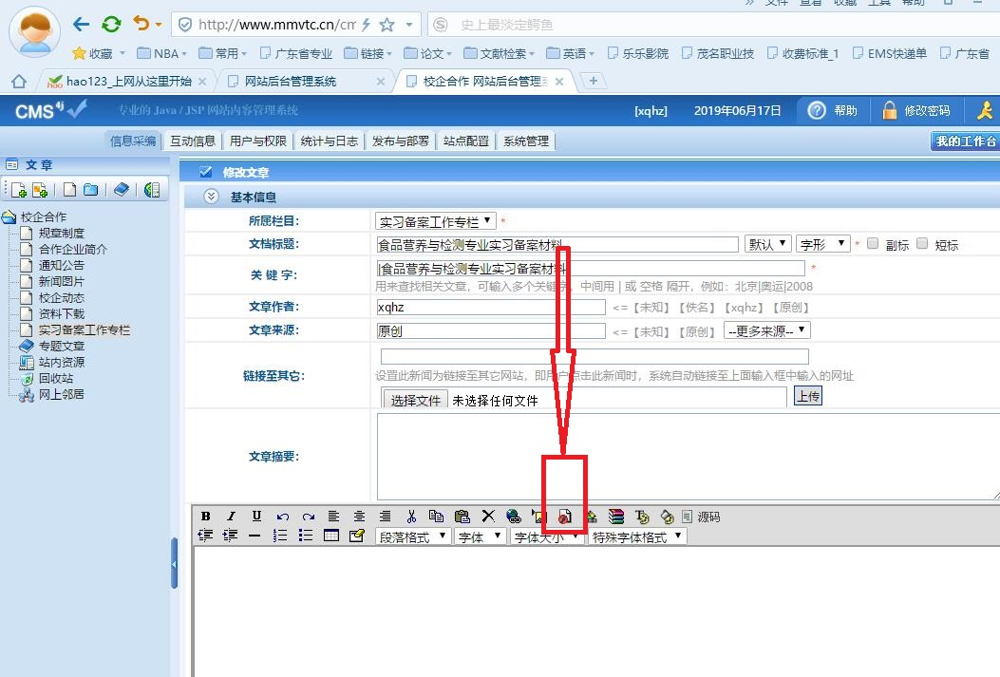 文件 查看 收藏 工具 帮助
http://www.mmvtc.cn/cm
史上最淡定鳄鱼
收藏 NBA 常用 广东省专业 链接 论文 文献检索 英语 乐乐影院 茂名职业技 收费标准_1 EMS快递单 广东省
hao123_上网从这里开始 网站后台管理系统 校企合作 网站后台管理系
CMS4j 专业的 Java / JSP 网站内容管理系统 [xqhz] 2019年06月17日 帮助 修改密码
信息采编 互动信息 用户与权限 统计与日志 发布与部署 站点配置 系统管理 我的工作台
文 章
修改文章
基本信息
校企合作
规章制度
合作企业简介
通知公告
新闻图片
校企动态
资料下载
实习备案工作专栏
专题文章
站内资源
回收站
网上邻居
所属栏目: 实习备案工作专栏 *
文档标题: 食品营养与检测专业实习备案材料 默认 字形 * 副标 短标
关 键 字: |食品营养与检测专业实习备案材料 *
用来查找相关文章，可输入多个关键字，中间用 | 或 空格 隔开，例如：北京|奥运|2008
文章作者: xqhz <=【未知】【佚名】【xqhz】【原创】
文章来源: 原创 <=【未知】【原创】 --更多来源--
链接至其它:
设置此新闻为链接至其它网站，即用户点击此新闻时，系统自动链接至上面输入框中输入的网址
选择文件 未选择任何文件 上传
文章摘要:
B I U 源码
段落格式 字体 字体大小 特殊字体格式